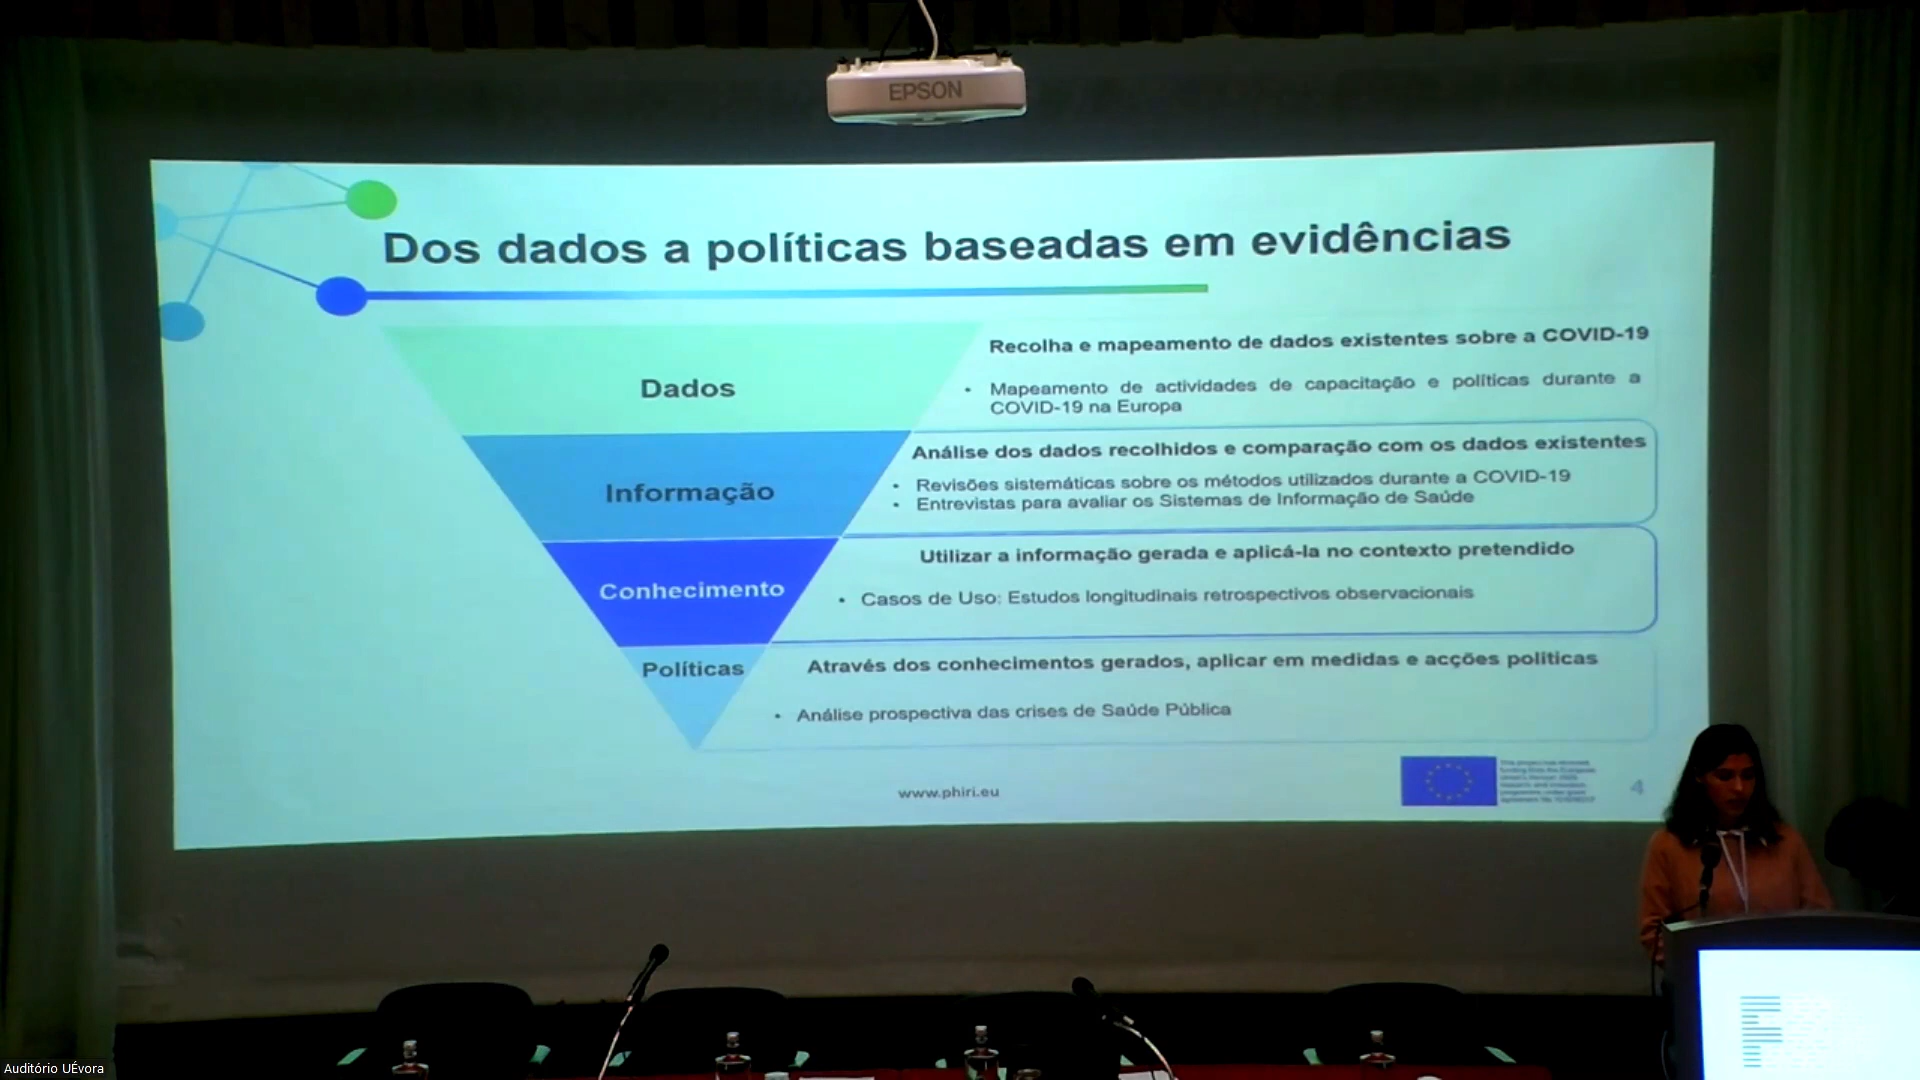 EPSON
Dos dados a políticas baseadas em evidências
Dados
Recolha e mapeamento de dados existentes sobre a COVID-19
• Mapeamento de actividades de capacitação e políticas durante a
COVID-19 na Europa
Informação
Análise dos dados recolhidos e comparação com os dados existentes
• Revisões sistemáticas sobre os métodos utilizados durante a COVID-19
• Entrevistas para avaliar os Sistemas de Informação de Saúde
Conhecimento
Utilizar a informação gerada e aplicá-la no contexto pretendido
• Casos de Uso: Estudos longitudinais retrospectivos observacionais
Políticas
Através dos conhecimentos gerados, aplicar em medidas e acções políticas
• Análise prospectiva das crises de Saúde Pública
www.phiri.eu
4
Auditório UÉvora